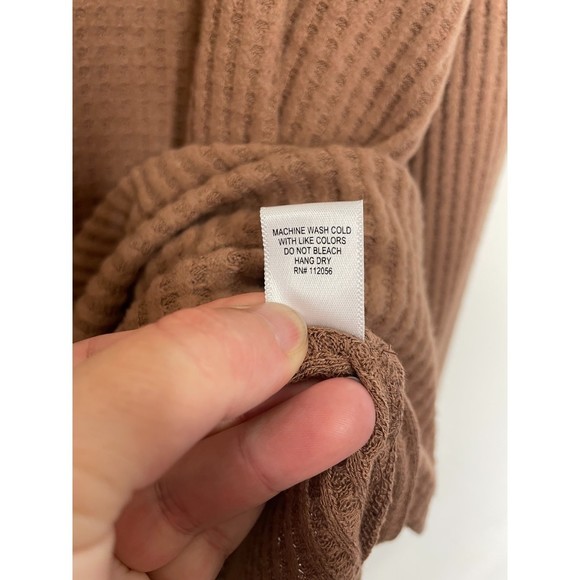 MACHINE WASH COLD
WITH LIKE COLORS
DO NOT BLEACH
HANG DRY
RN# 112056